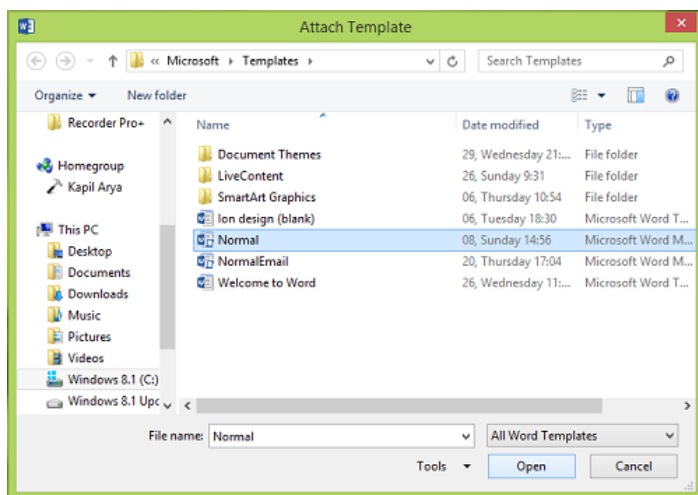 Attach Template
« Microsoft Templates
Search Templates
Organize
New folder
Recorder Pro+
Homegroup
Kapil Arya
This PC
Desktop
Documents
Downloads
Music
Pictures
Videos
Windows 8.1 (C:)
Windows 8.1 Upc
Name Date modified Type
Document Themes 29, Wednesday 21:... File folder
LiveContent 26, Sunday 9:31 File folder
SmartArt Graphics 06, Thursday 10:54 File folder
Ion design (blank) 06, Tuesday 18:30 Microsoft Word T...
Normal 08, Sunday 14:56 Microsoft Word M...
NormalEmail 20, Thursday 17:04 Microsoft Word M...
Welcome to Word 26, Wednesday 11:... Microsoft Word T...
File name: Normal All Word Templates
Tools Open Cancel